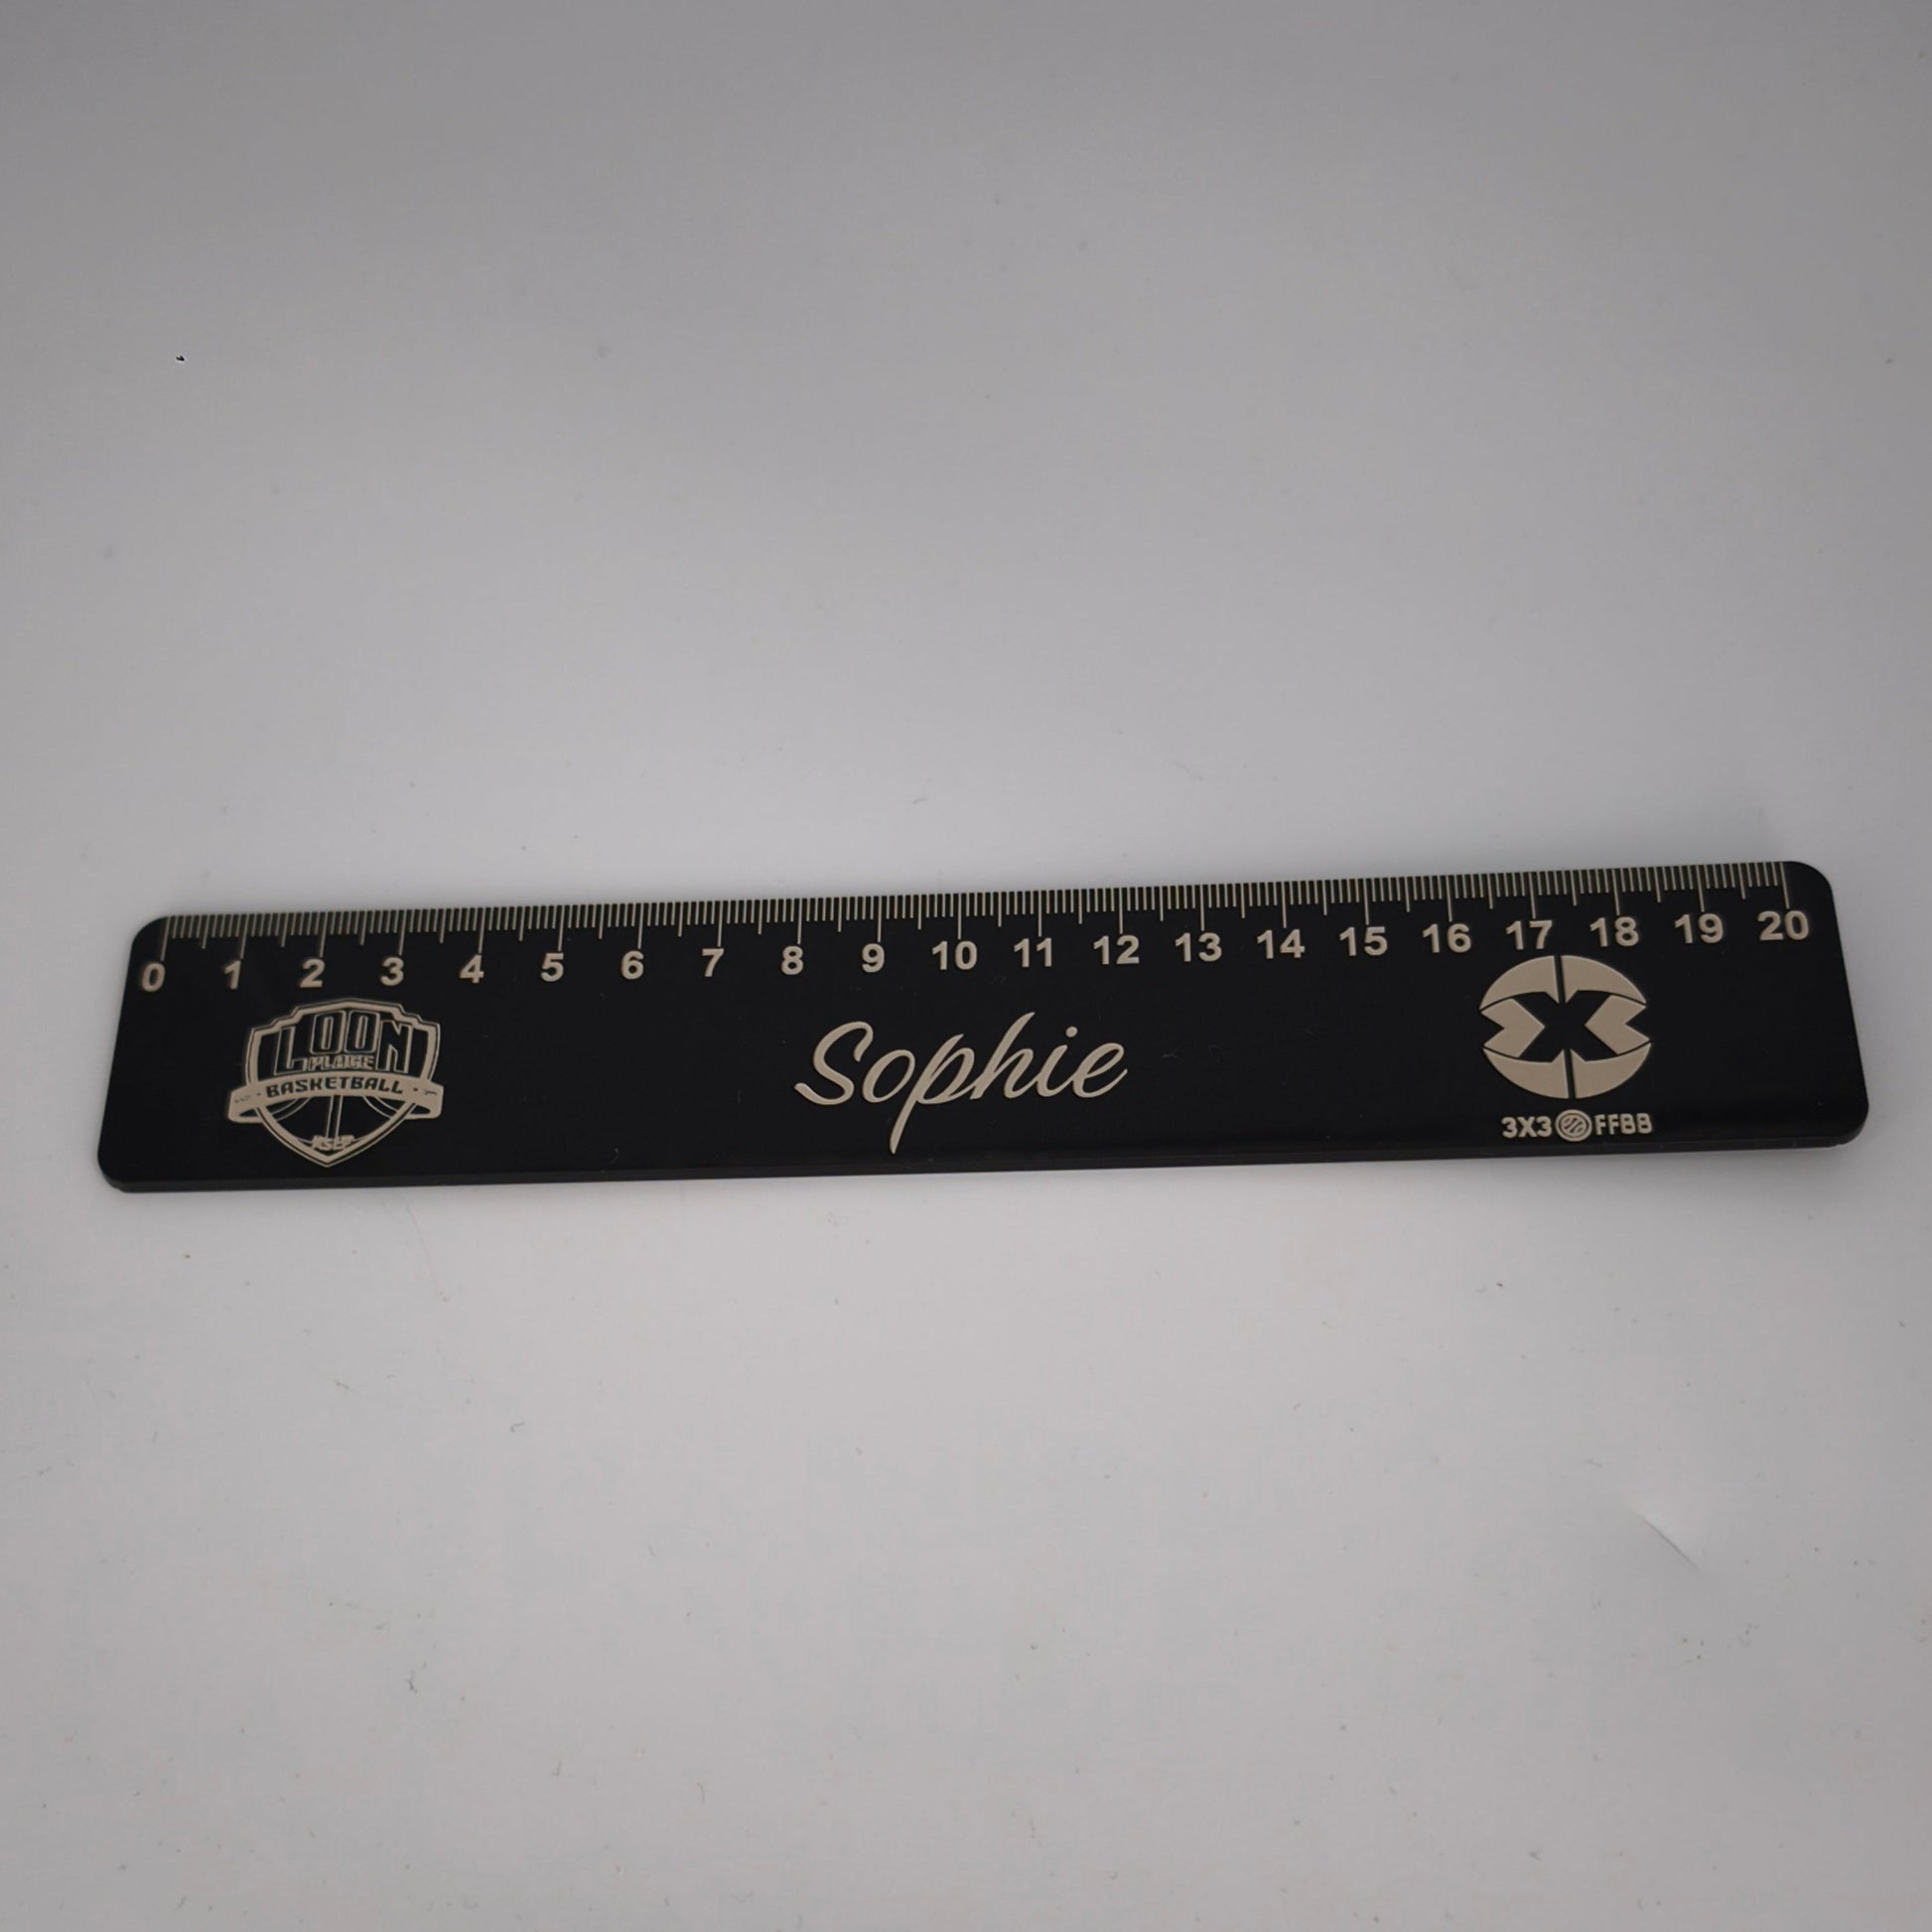 0 1 2 3 4 5 6 7 8 9 10 11 12 13 14 15 16 17 18 19 20
LOON
PLAGE
BASKETBALL
Sophie
X
3X3 FFBB